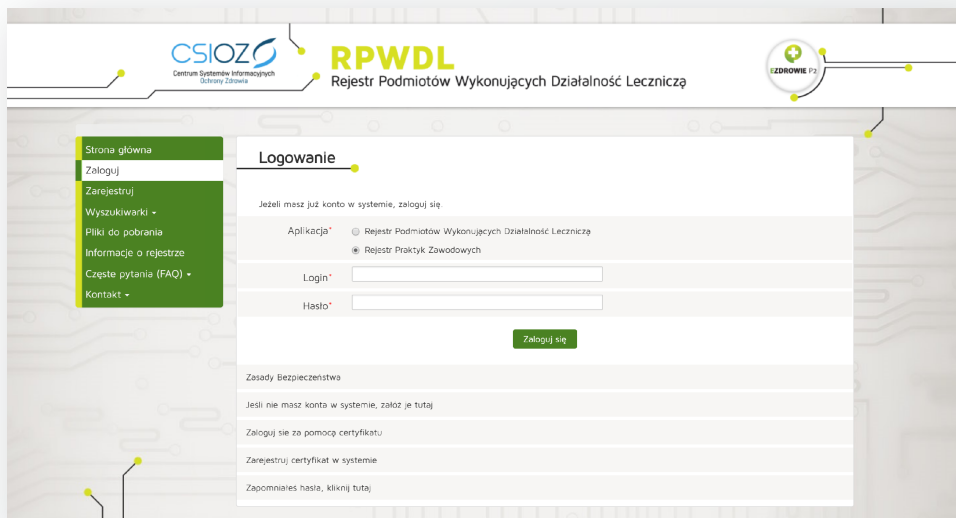 CSIOZ
Centrum Systemów Informacyjnych
Ochrony Zdrowia
RPWDL
Rejestr Podmiotów Wykonujących Działalność Leczniczą
EZDROWIE P2
Strona główna
Zaloguj
Zarejestruj
Wyszukiwarki
Pliki do pobrania
Informacje o rejestrze
Częste pytania (FAQ)
Kontakt
Logowanie
Jeżeli masz już konto w systemie, zaloguj się.
Aplikacja*
Rejestr Podmiotów Wykonujących Działalność Leczniczą
Rejestr Praktyk Zawodowych
Login*
Hasło*
Zaloguj się
Zasady Bezpieczeństwa
Jeśli nie masz konta w systemie, załóż je tutaj
Zaloguj sie za pomocą certyfikatu
Zarejestruj certyfikat w systemie
Zapomniałeś hasła, kliknij tutaj